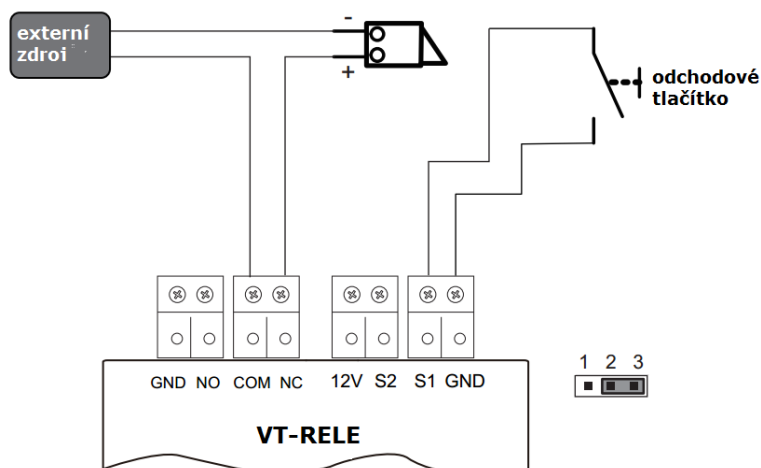 externí
zdroj
-
+
odchodové
tlačítko
GND NO COM NC 12V S2 S1 GND
1 2 3
VT-RELE